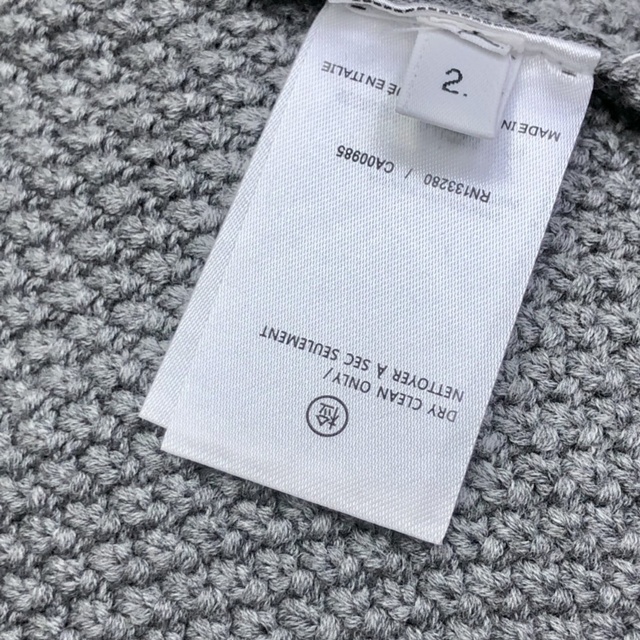 2.
MADE IN
E EN ITALIE
RN133280 / CA00985
DRY CLEAN ONLY/
NETTOYER À SEC SEULEMENT